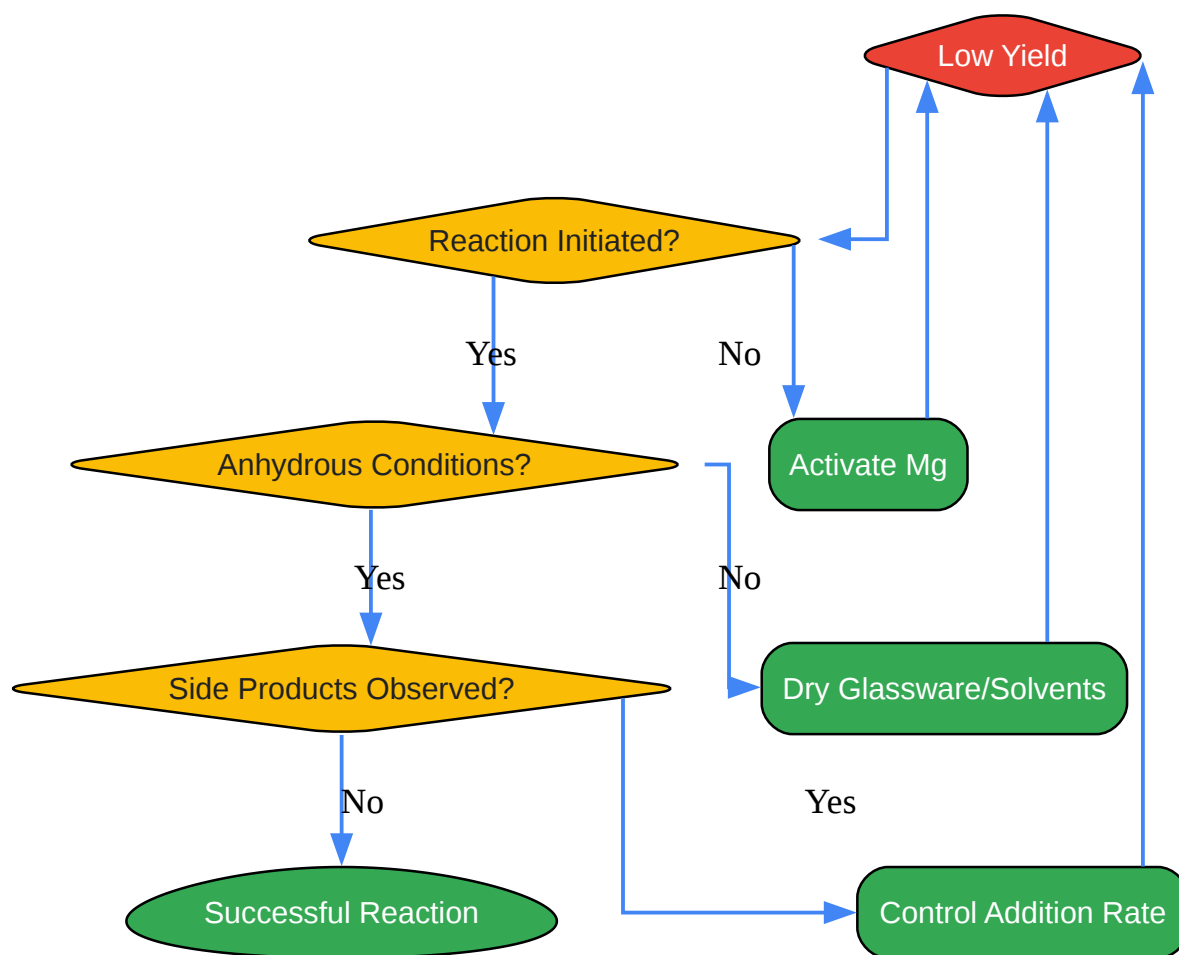 Low Yield
Reaction Initiated?
Yes
No
Anhydrous Conditions?
Activate Mg
Yes
No
Side Products Observed?
Dry Glassware/Solvents
No
Yes
Successful Reaction
Control Addition Rate